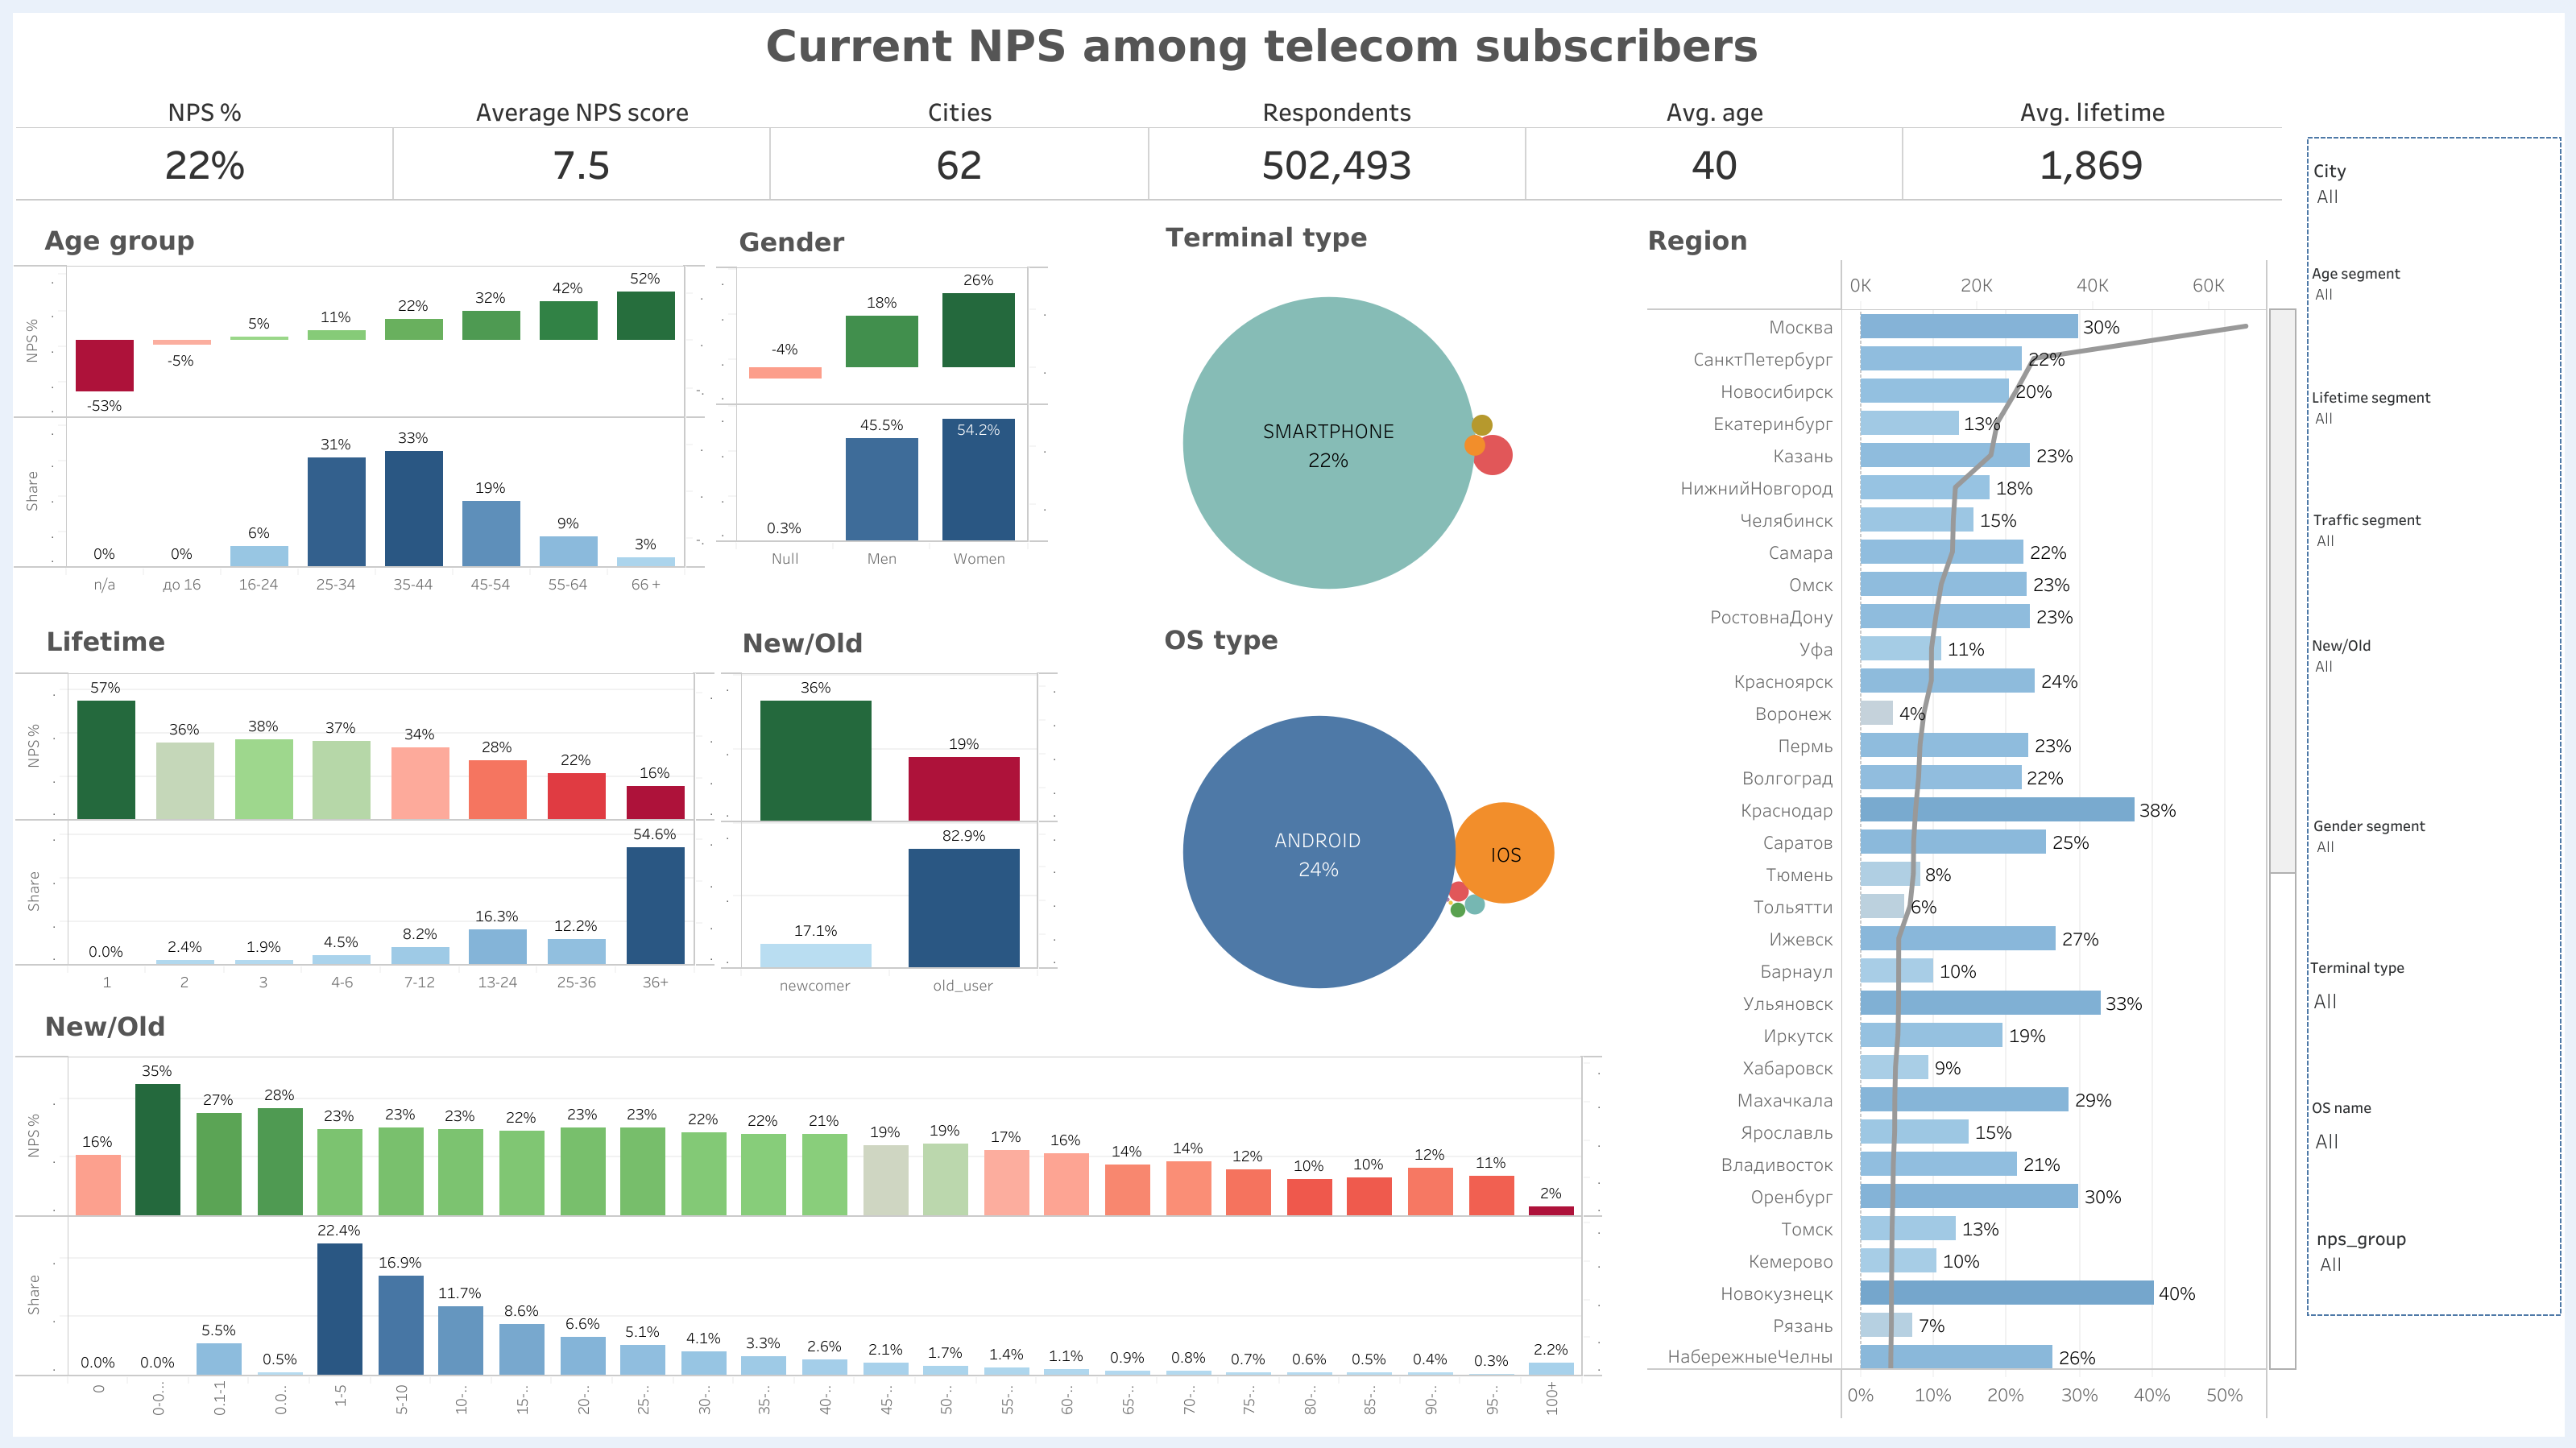 Current NPS among telecom subscribers
NPS % Average NPS score Cities Respondents Avg. age Avg. lifetime
22% 7.5 62 502,493 40 1,869
Age group
NPS %
-53% -5% 5% 11% 22% 32% 42% 52%
Share
0% 0% 6% 31% 33% 19% 9% 3%
n/a до 16 16-24 25-34 35-44 45-54 55-64 66 +
Gender
-4% 18% 26%
0.3% 45.5% 54.2%
Null Men Women
Terminal type
SMARTPHONE
22%
Lifetime
NPS %
57% 36% 38% 37% 34% 28% 22% 16%
Share
0.0% 2.4% 1.9% 4.5% 8.2% 16.3% 12.2% 54.6%
1 2 3 4-6 7-12 13-24 25-36 36+
New/Old
36% 19%
17.1% 82.9%
newcomer old_user
OS type
ANDROID
24%
IOS
New/Old
NPS %
16% 35% 27% 28% 23% 23% 23% 22% 23% 23% 22% 22% 21% 19% 19% 17% 16% 14% 14% 12% 10% 10% 12% 11% 2%
Share
0.0% 0.0% 5.5% 0.5% 22.4% 16.9% 11.7% 8.6% 6.6% 5.1% 4.1% 3.3% 2.6% 2.1% 1.7% 1.4% 1.1% 0.9% 0.8% 0.7% 0.6% 0.5% 0.4% 0.3% 2.2%
0 0-0... 0.1-1 0.0.. 1-5 5-10 10-.. 15-.. 20-.. 25-.. 30-.. 35-.. 40-.. 45-.. 50-.. 55-.. 60-.. 65-.. 70-.. 75-.. 80-.. 85-.. 90-.. 95-.. 100+
Region
0K 20K 40K 60K
Москва 30%
СанктПетербург 22%
Новосибирск 20%
Екатеринбург 13%
Казань 23%
НижнийНовгород 18%
Челябинск 15%
Самара 22%
Омск 23%
РостовнаДону 23%
Уфа 11%
Красноярск 24%
Воронеж 4%
Пермь 23%
Волгоград 22%
Краснодар 38%
Саратов 25%
Тюмень 8%
Тольятти 6%
Ижевск 27%
Барнаул 10%
Ульяновск 33%
Иркутск 19%
Хабаровск 9%
Махачкала 29%
Ярославль 15%
Владивосток 21%
Оренбург 30%
Томск 13%
Кемерово 10%
Новокузнецк 40%
Рязань 7%
НабережныеЧелны 26%
0% 10% 20% 30% 40% 50%
City
All
Age segment
All
Lifetime segment
All
Traffic segment
All
New/Old
All
Gender segment
All
Terminal type
All
OS name
All
nps_group
All